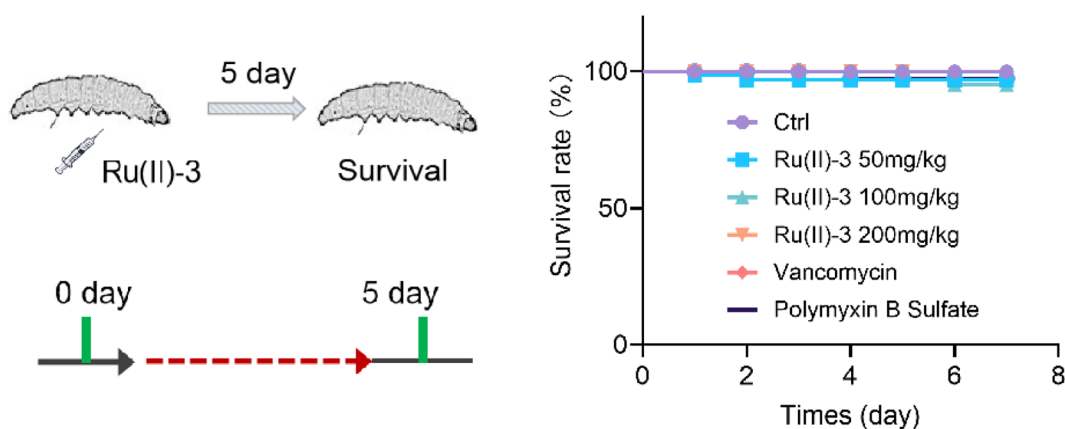 5 day
Ru(II)-3
Survival
0 day
5 day
Survival rate (%)
100
50
0
Ctrl
Ru(II)-3 50mg/kg
Ru(II)-3 100mg/kg
Ru(II)-3 200mg/kg
Vancomycin
Polymyxin B Sulfate
0 2 4 6 8
Times (day)